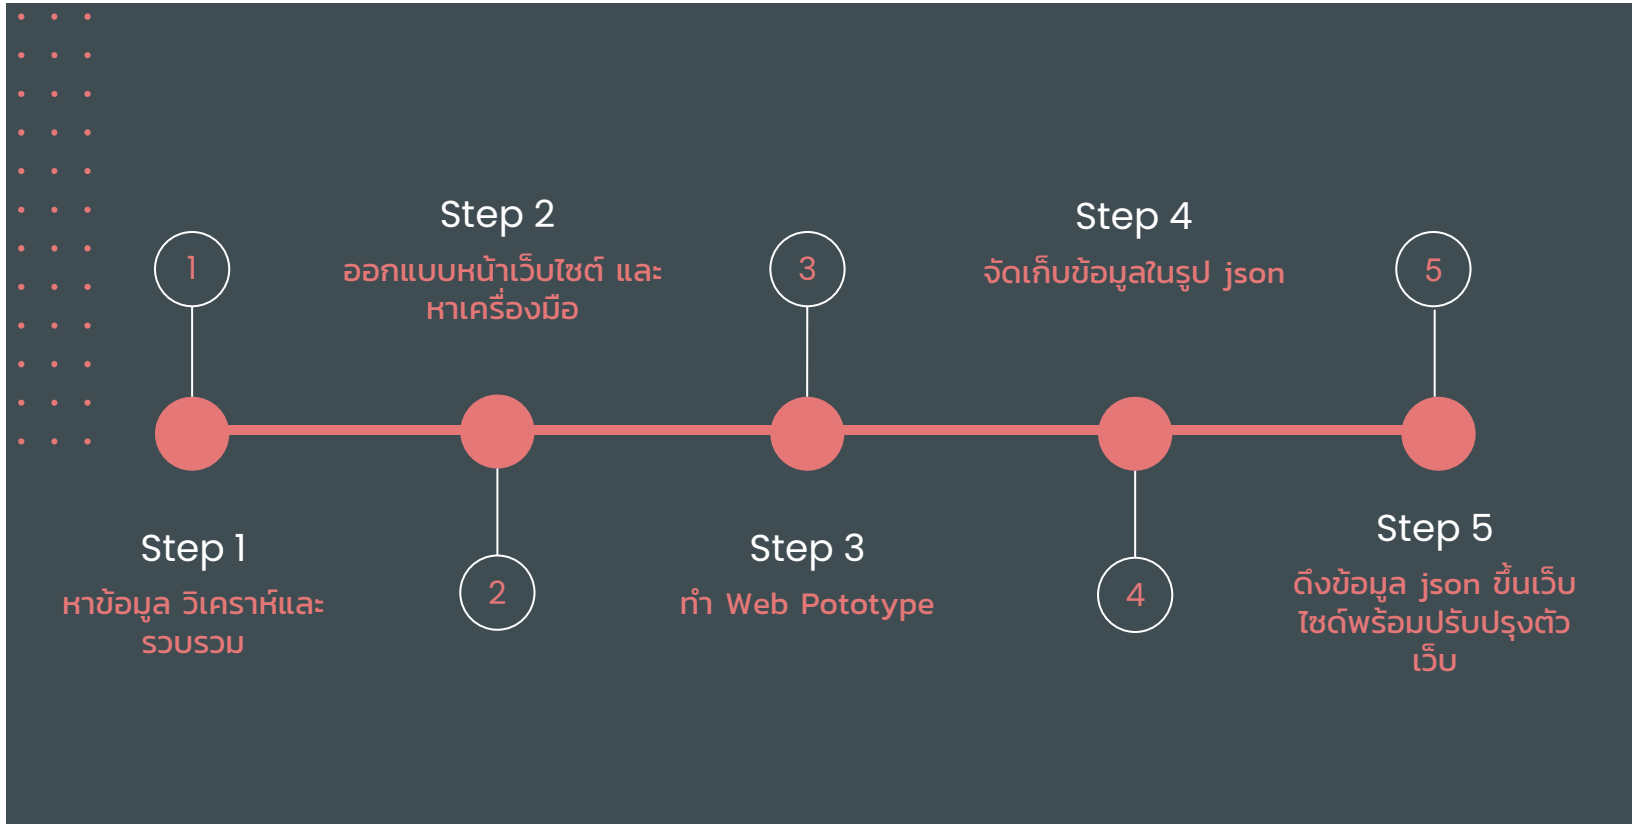 1
Step 1
หาข้อมูล วิเคราห์และ
รวบรวม
Step 2
ออกแบบหน้าเว็บไซต์ และ
หาเครื่องมือ
2
3
Step 3
ทำ Web Pototype
Step 4
จัดเก็บข้อมูลในรูป json
4
5
Step 5
ดึงข้อมูล json ขึ้นเว็บ
ไซด์พร้อมปรับปรุงตัว
เว็บ